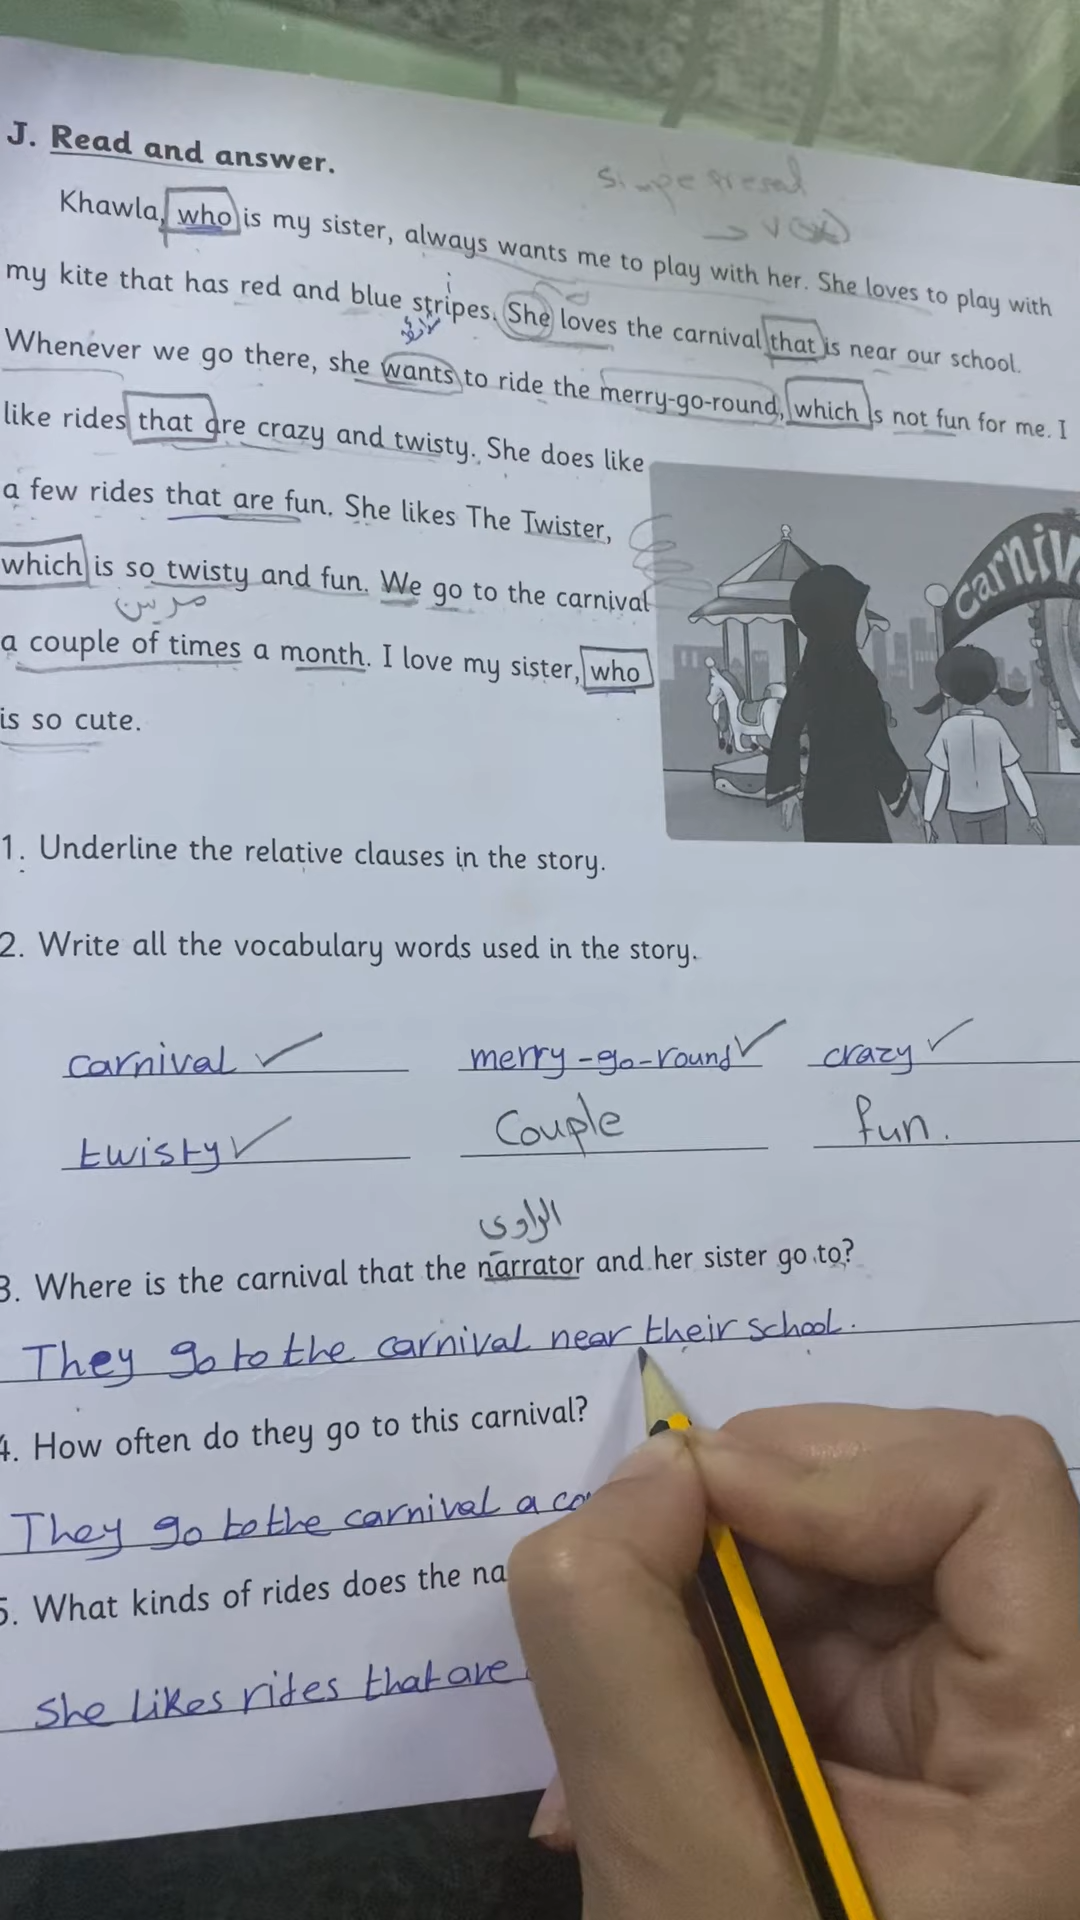 J. Read and answer.
simpe presend
Khawla, who is my sister, always wants me to play with her. She loves to play with
my kite that has red and blue stripes. She loves the carnival that is near our school.
Whenever we go there, she wants to ride the merry-go-round, which is not fun for me. I
like rides that are crazy and twisty. She does like
a few rides that are fun. She likes The Twister,
which is so twisty and fun. We go to the carnival
مرتين
a couple of times a month. I love my sister, who
is so cute.
carniv
1. Underline the relative clauses in the story.
2. Write all the vocabulary words used in the story.
carnival merry-go-round crazy
twisty Couple fun.
الراوى
3. Where is the carnival that the narrator and her sister go to?
They go to the carnival near their school.
4. How often do they go to this carnival?
They go to the carnival a co
5. What kinds of rides does the na
She likes rides that are